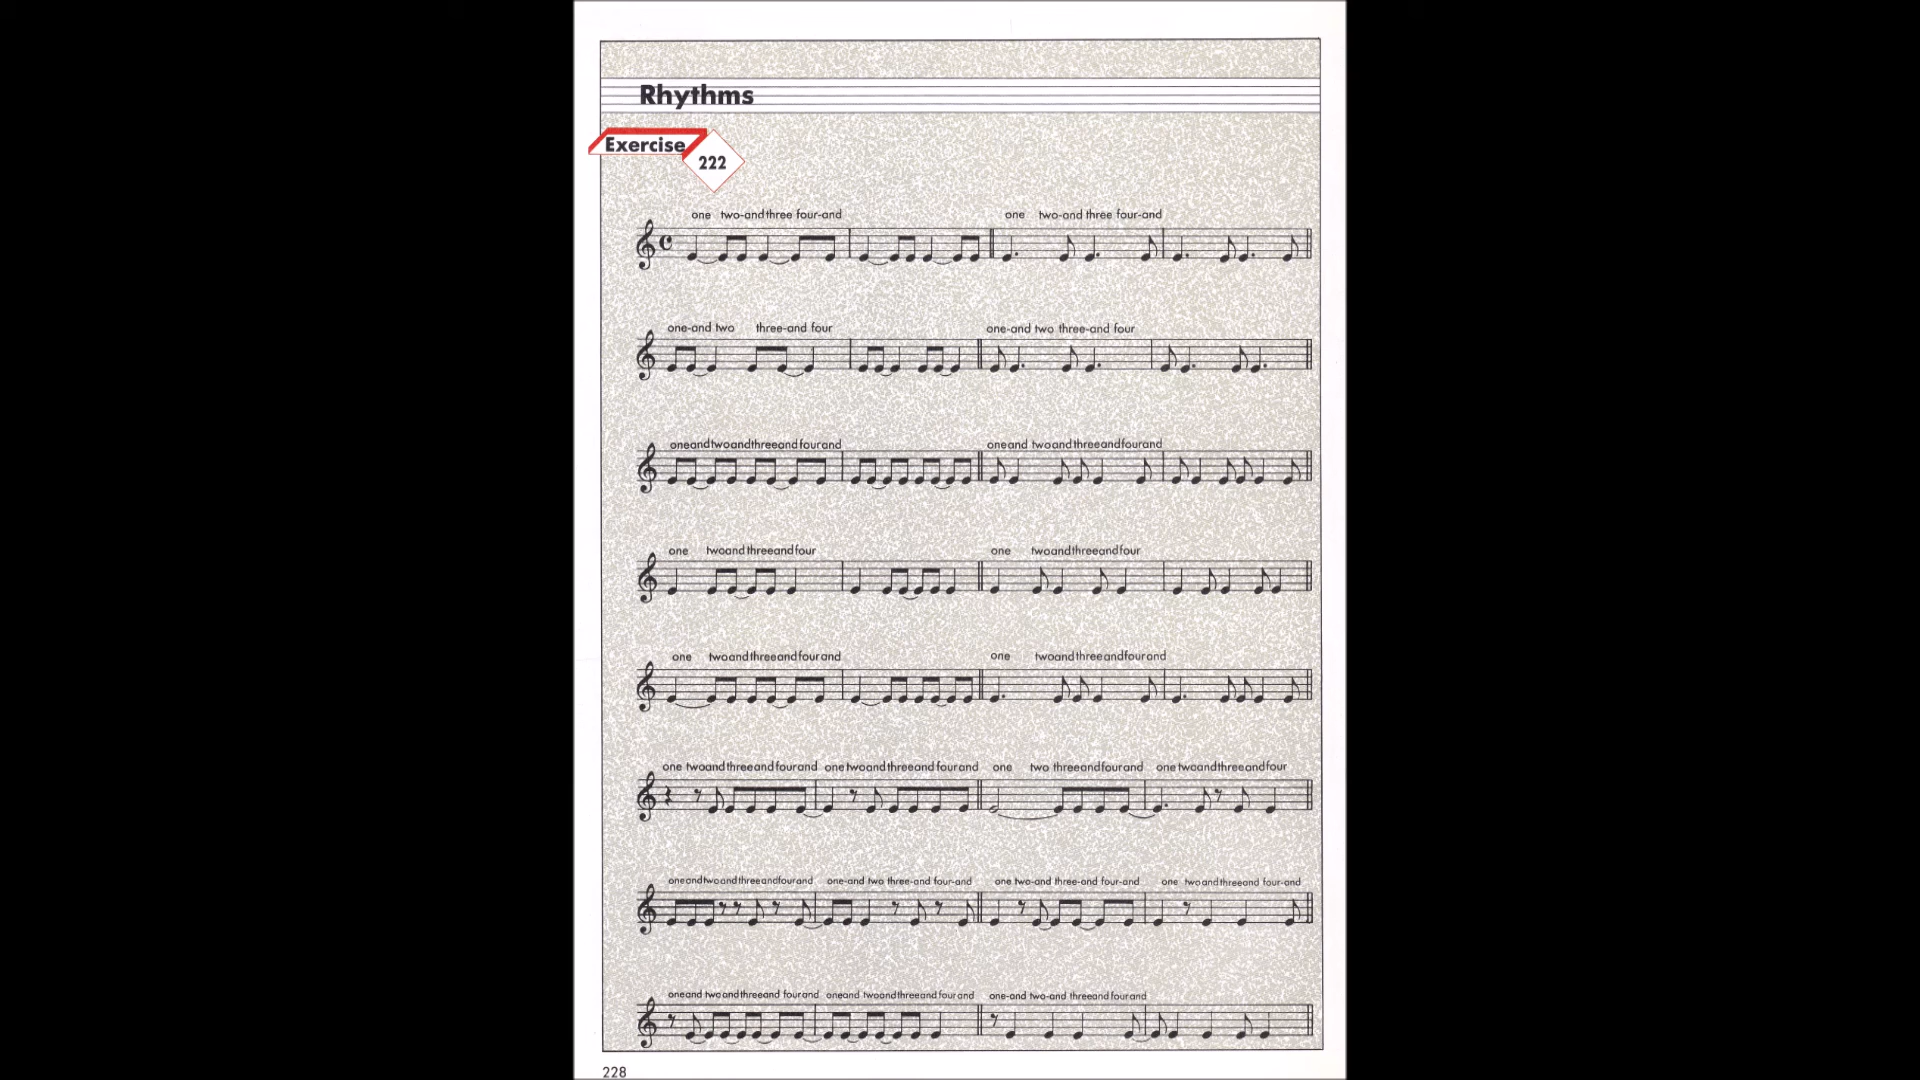 Rhythms
Exercise
222
one two-and three four-and one two-and three four-and
one-and two three-and four one-and two three-and four
oneandtwoandthreeandfourand oneand twoandthreeandfourand
one twoandthreeandfour one twoandthreeandfour
one twoandthreeandfourand one twoandthreeandfourand
one twoandthreeandfourand onetwoandthreeandfourand one two threeandfourand onetwoandthreeandfour
oneandtwoandthreeandfourand one-and two three-and four-and one two-and three-and four-and one twoandthreeand four-and
oneand twoandthreeand fourand oneand twoandthreeandfourand one-and two-and threeandfourand
228